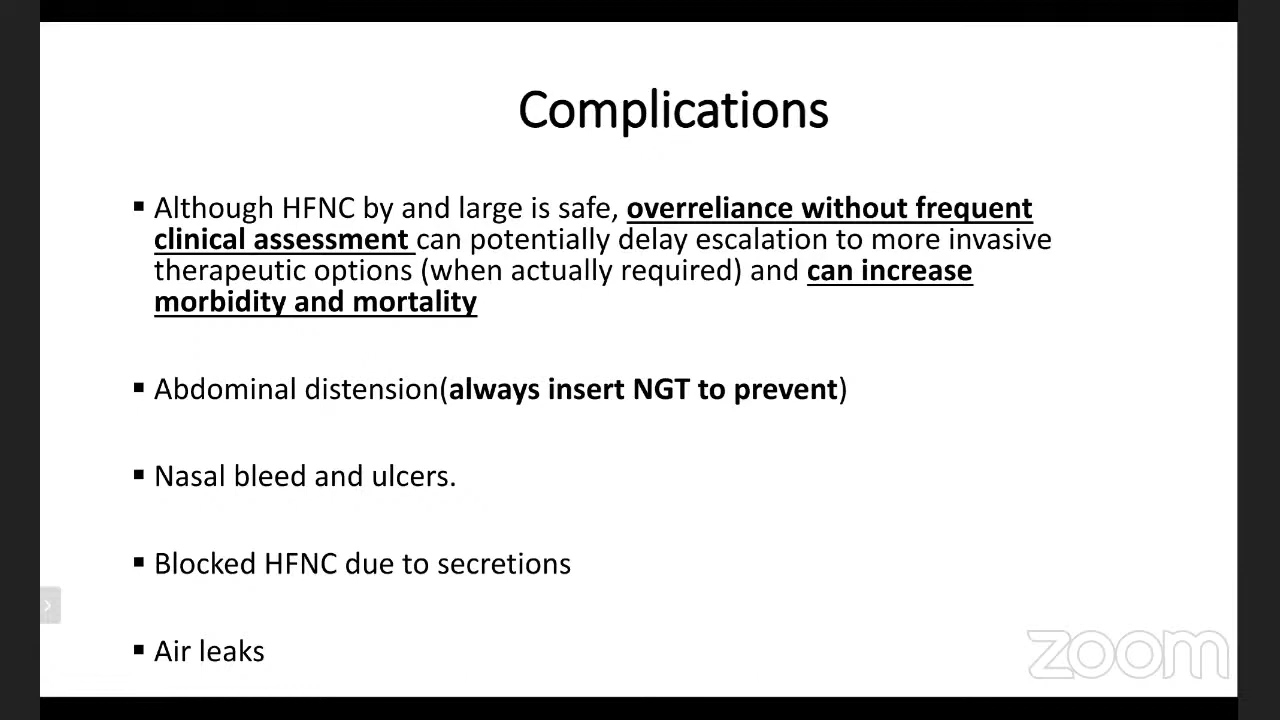 Complications
▪ Although HFNC by and large is safe, overreliance without frequent
clinical assessment can potentially delay escalation to more invasive
therapeutic options (when actually required) and can increase
morbidity and mortality
▪ Abdominal distension(always insert NGT to prevent)
▪ Nasal bleed and ulcers.
▪ Blocked HFNC due to secretions
▪ Air leaks
zoom